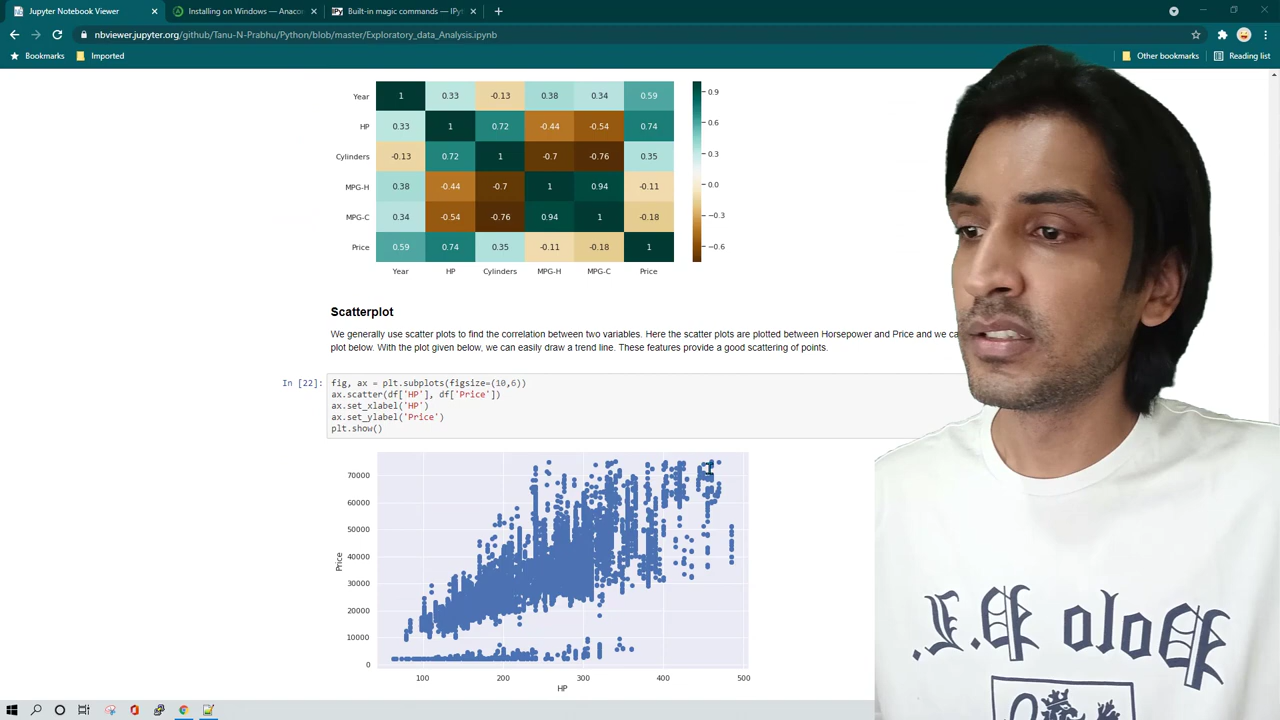 Jupyter Notebook Viewer
Installing on Windows — Anaco
IPy Built-in magic commands — IPy
nbviewer.jupyter.org/github/Tanu-N-Prabhu/Python/blob/master/Exploratory_data_Analysis.ipynb
Bookmarks Imported Other bookmarks Reading list
Year 1 0.33 -0.13 0.38 0.34 0.59
HP 0.33 1 0.72 -0.44 -0.54 0.74
Cylinders -0.13 0.72 1 -0.7 -0.76 0.35
MPG-H 0.38 -0.44 -0.7 1 0.94 -0.11
MPG-C 0.34 -0.54 -0.76 0.94 1 -0.18
Price 0.59 0.74 0.35 -0.11 -0.18 1
Year HP Cylinders MPG-H MPG-C Price
0.9
0.6
0.3
0.0
−0.3
−0.6
Scatterplot
We generally use scatter plots to find the correlation between two variables. Here the scatter plots are plotted between Horsepower and Price and we ca
plot below. With the plot given below, we can easily draw a trend line. These features provide a good scattering of points.
In [22]: fig, ax = plt.subplots(figsize=(10,6))
ax.scatter(df['HP'], df['Price'])
ax.set_xlabel('HP')
ax.set_ylabel('Price')
plt.show()
70000
60000
50000
40000
30000
20000
10000
0
Price
100 200 300 400 500
HP